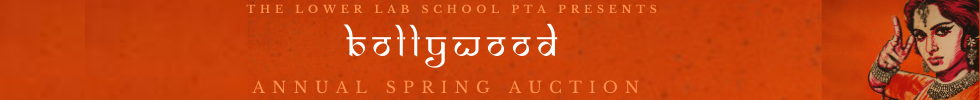 THE LOWER LAB SCHOOL PTA PRESENTS
bollywood
ANNUAL SPRING AUCTION